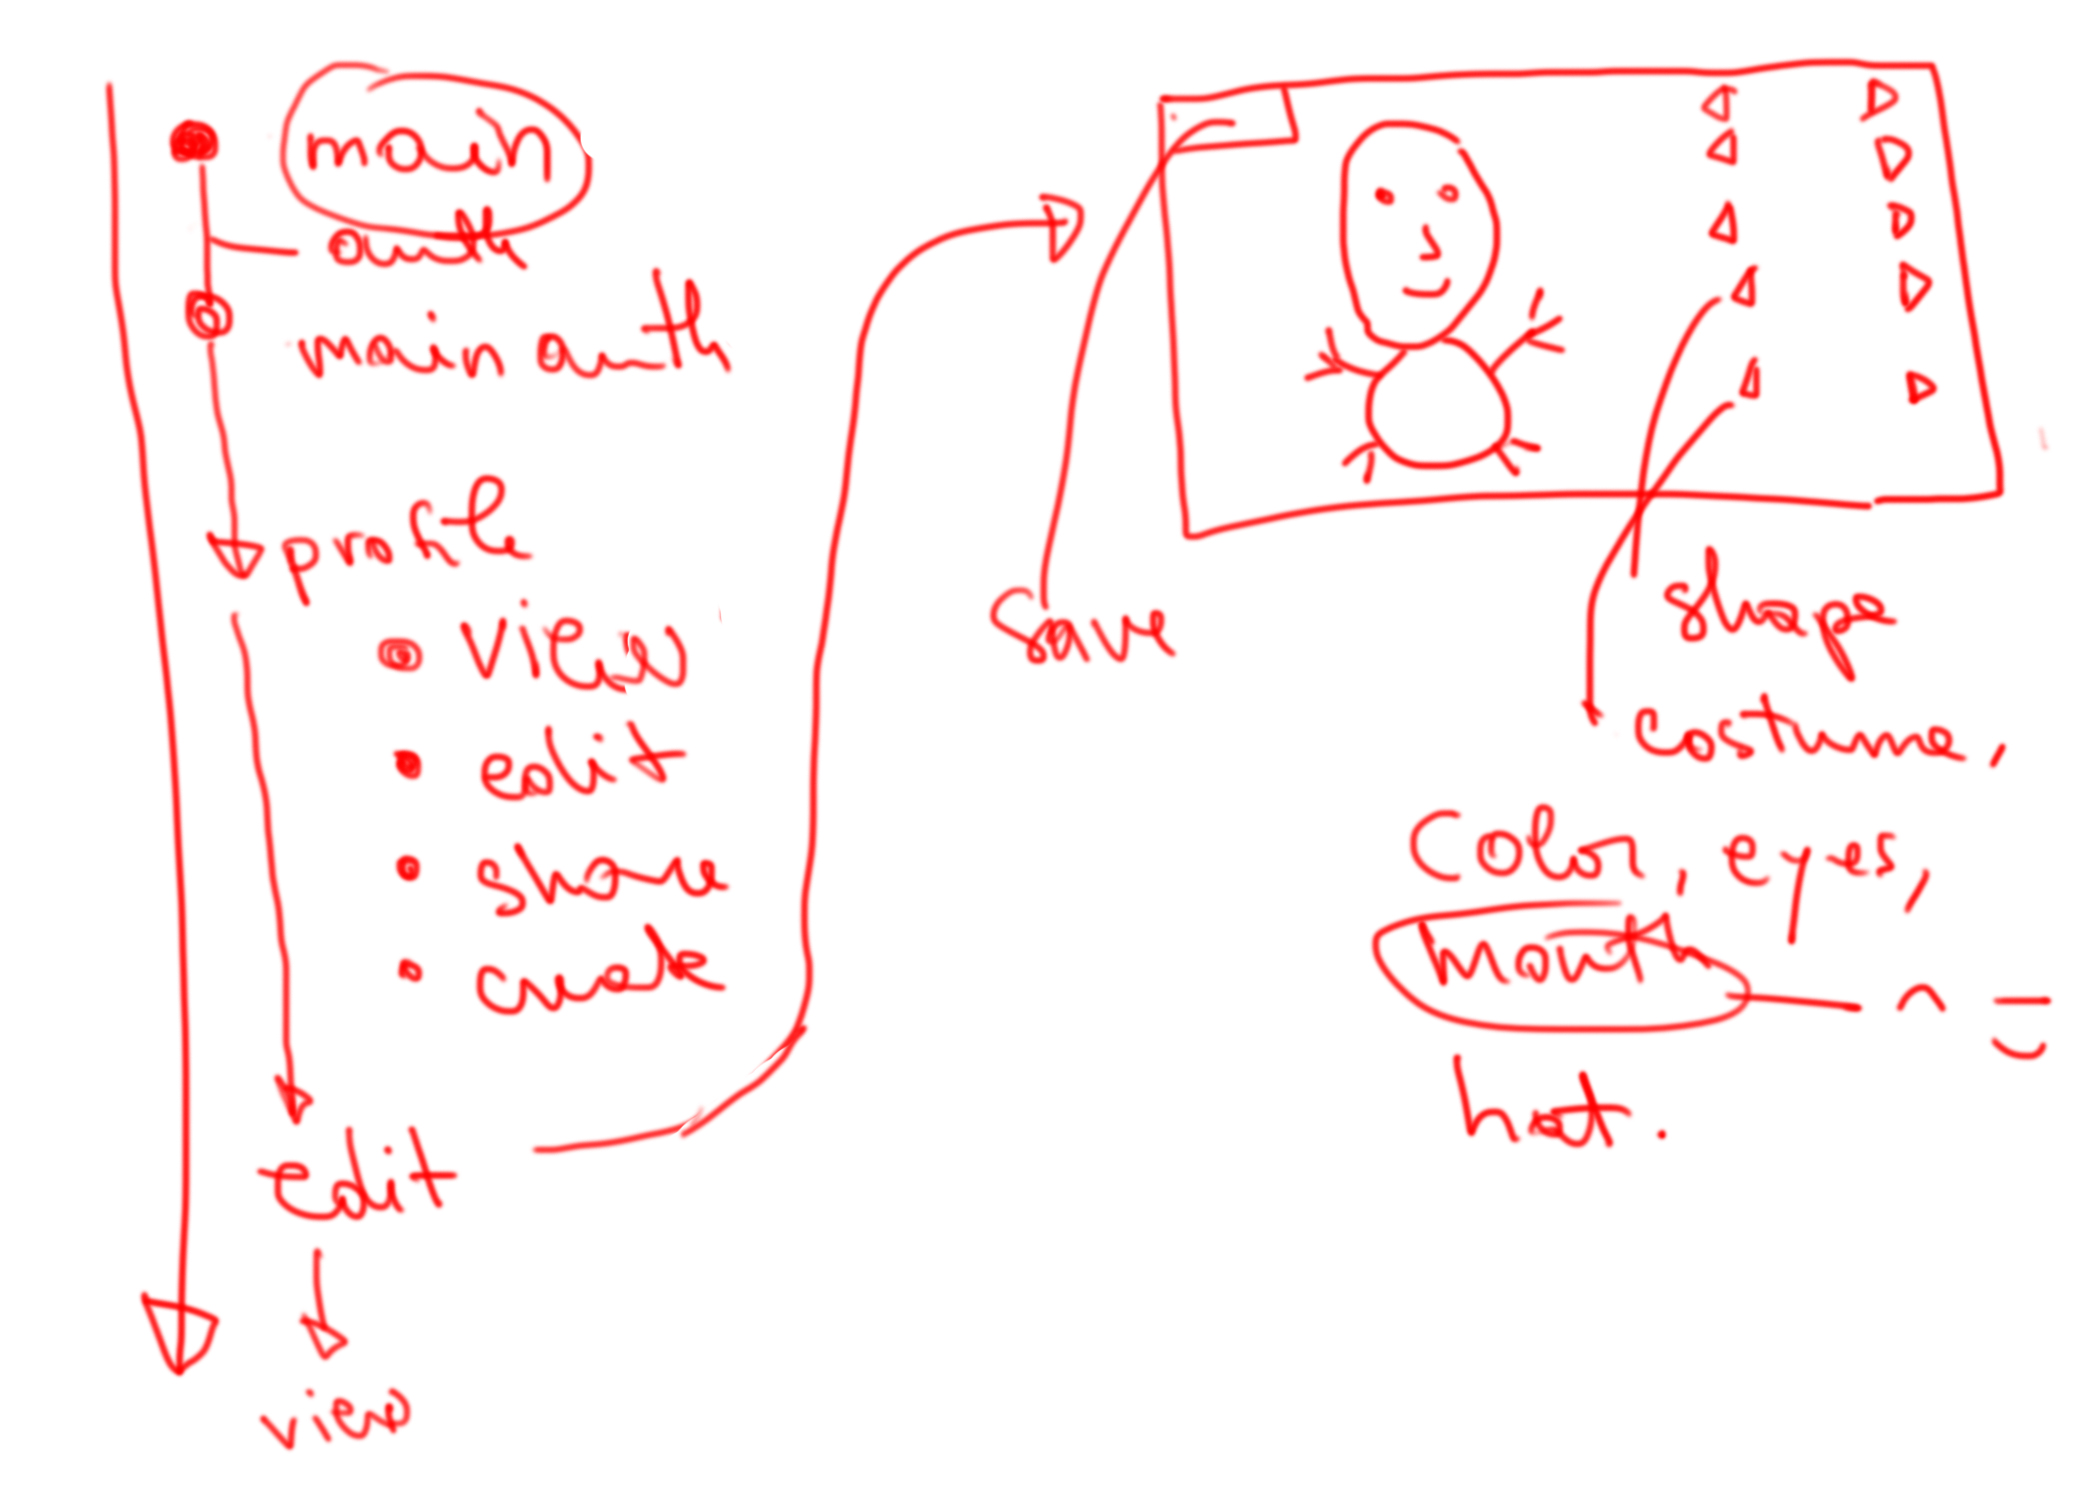 main
auth
main auth
profile
view
edit
share
create
edit
view
save
shape
costume,
Color, eyes,
mouth
hat.